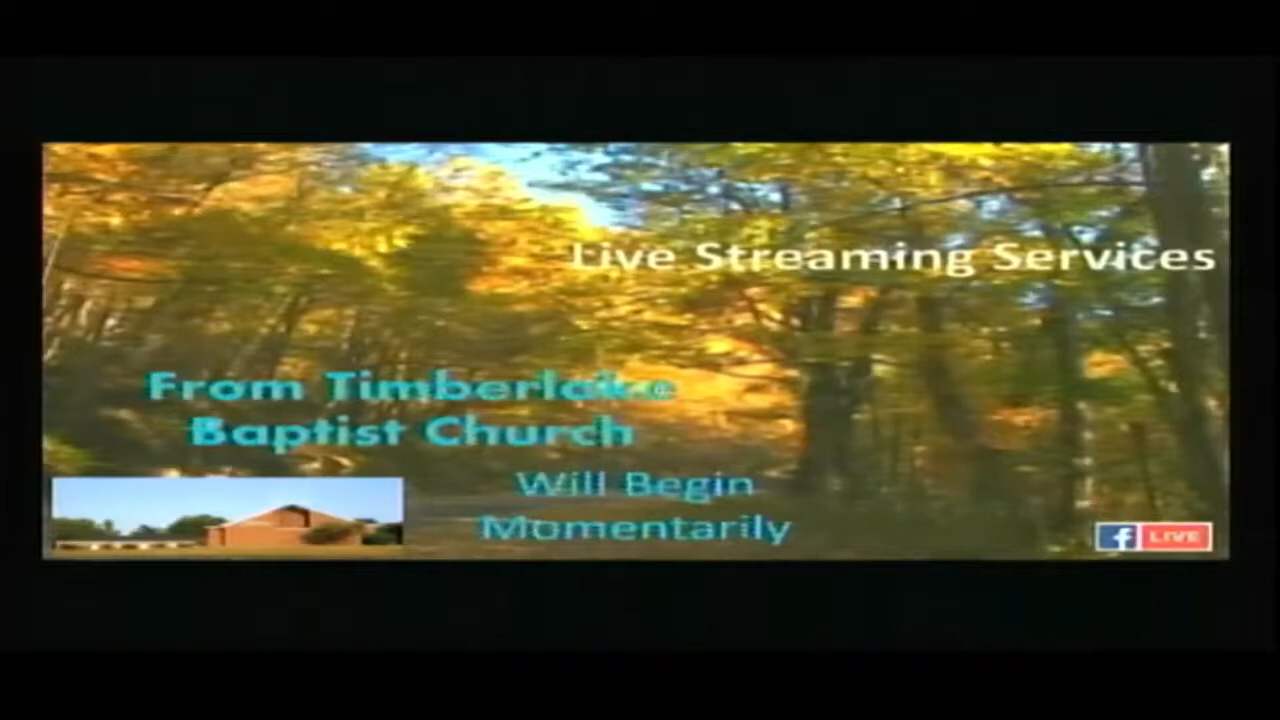 Live Streaming Services
From Timberlake
Baptist Church
Will Begin
Momentarily
f LIVE